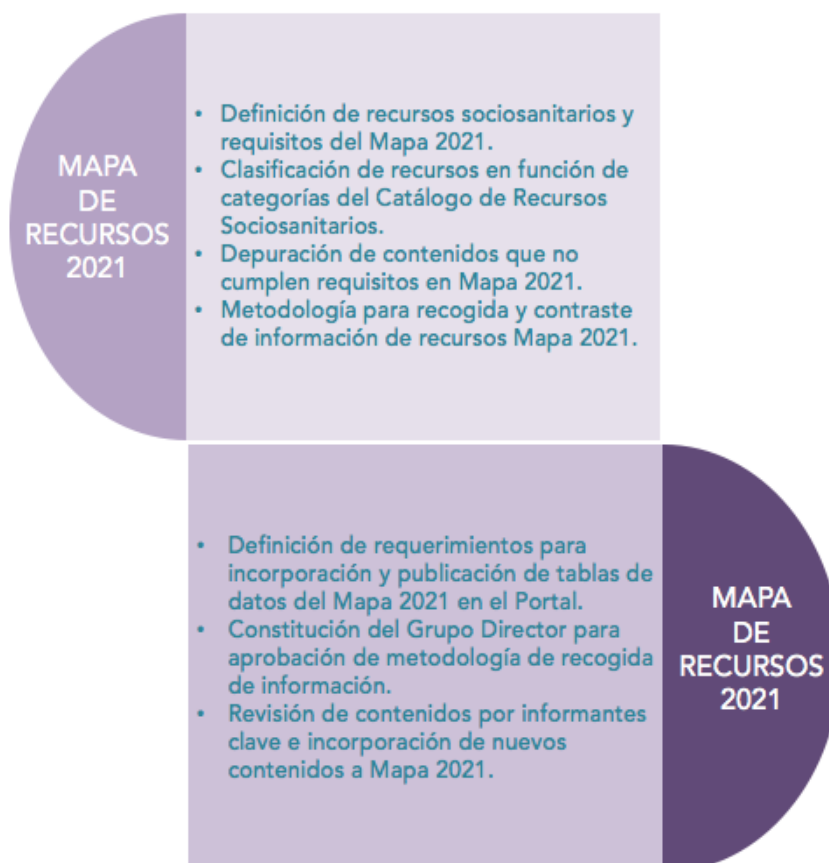 MAPA
DE
RECURSOS
2021
• Definición de recursos sociosanitarios y
requisitos del Mapa 2021.
• Clasificación de recursos en función de
categorías del Catálogo de Recursos
Sociosanitarios.
• Depuración de contenidos que no
cumplen requisitos en Mapa 2021.
• Metodología para recogida y contraste
de información de recursos Mapa 2021.
• Definición de requerimientos para
incorporación y publicación de tablas de
datos del Mapa 2021 en el Portal.
• Constitución del Grupo Director para
aprobación de metodología de recogida
de información.
• Revisión de contenidos por informantes
clave e incorporación de nuevos
contenidos a Mapa 2021.
MAPA
DE
RECURSOS
2021